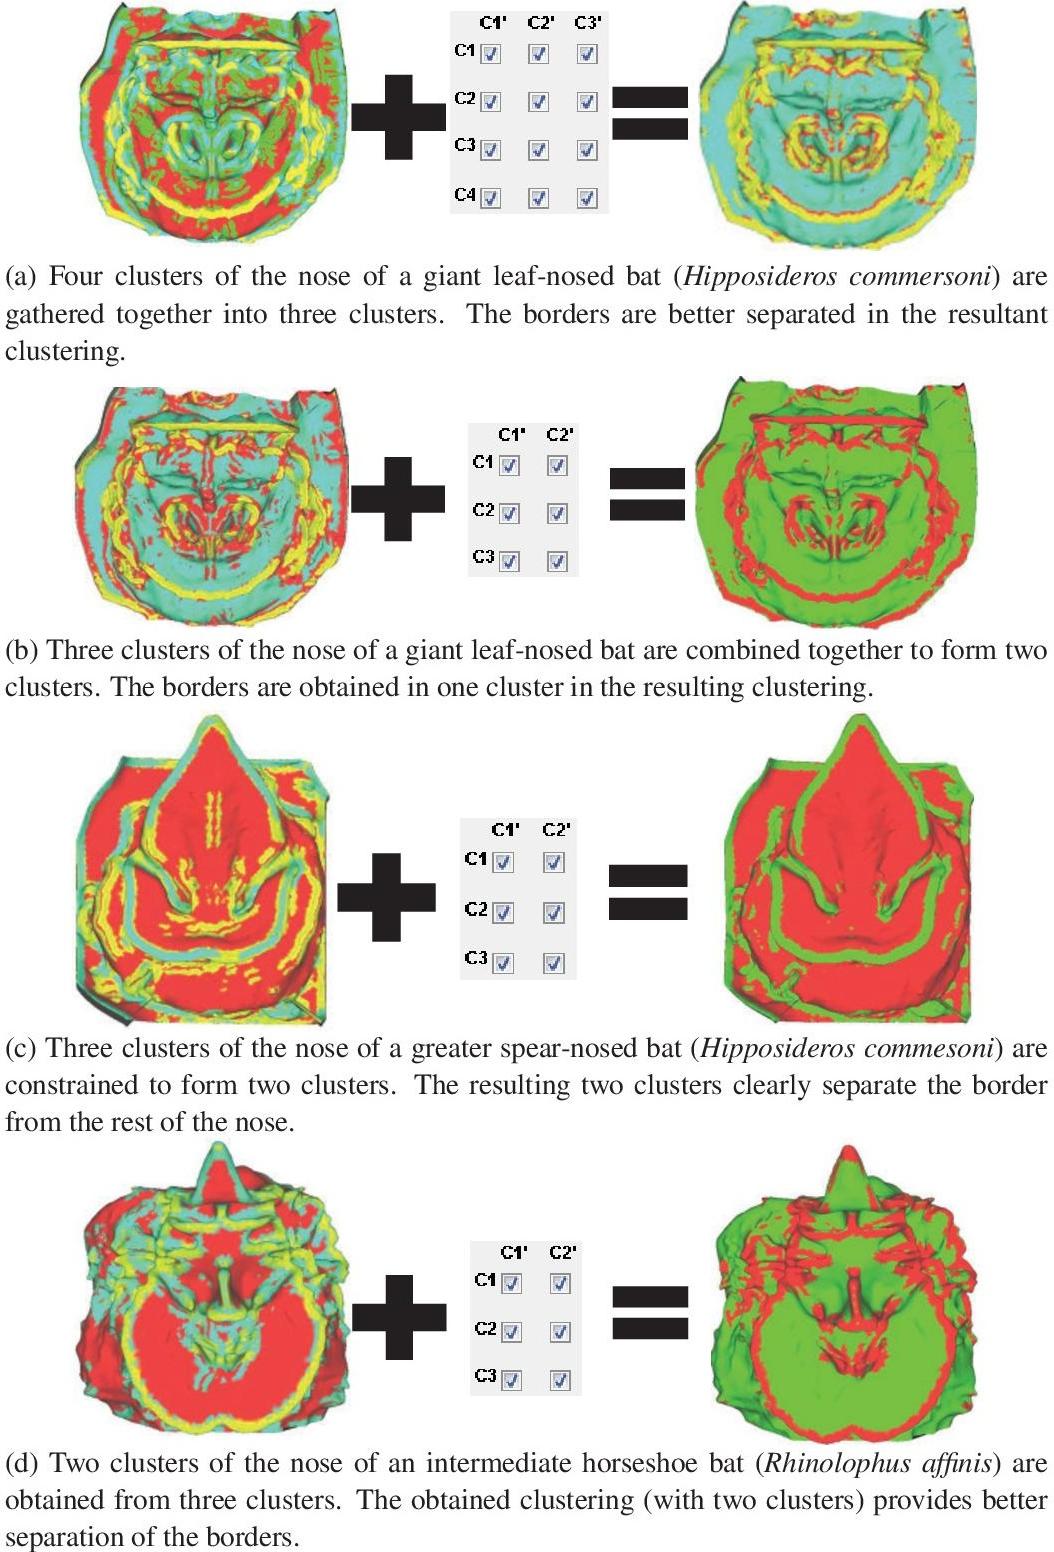 C1' C2' C3'
C1
C2
C3
C4
(a) Four clusters of the nose of a giant leaf-nosed bat (Hipposideros commersoni) are
gathered together into three clusters. The borders are better separated in the resultant
clustering.
C1' C2'
C1
C2
C3
(b) Three clusters of the nose of a giant leaf-nosed bat are combined together to form two
clusters. The borders are obtained in one cluster in the resulting clustering.
C1' C2'
C1
C2
C3
(c) Three clusters of the nose of a greater spear-nosed bat (Hipposideros commesoni) are
constrained to form two clusters. The resulting two clusters clearly separate the border
from the rest of the nose.
C1' C2'
C1
C2
C3
(d) Two clusters of the nose of an intermediate horseshoe bat (Rhinolophus affinis) are
obtained from three clusters. The obtained clustering (with two clusters) provides better
separation of the borders.